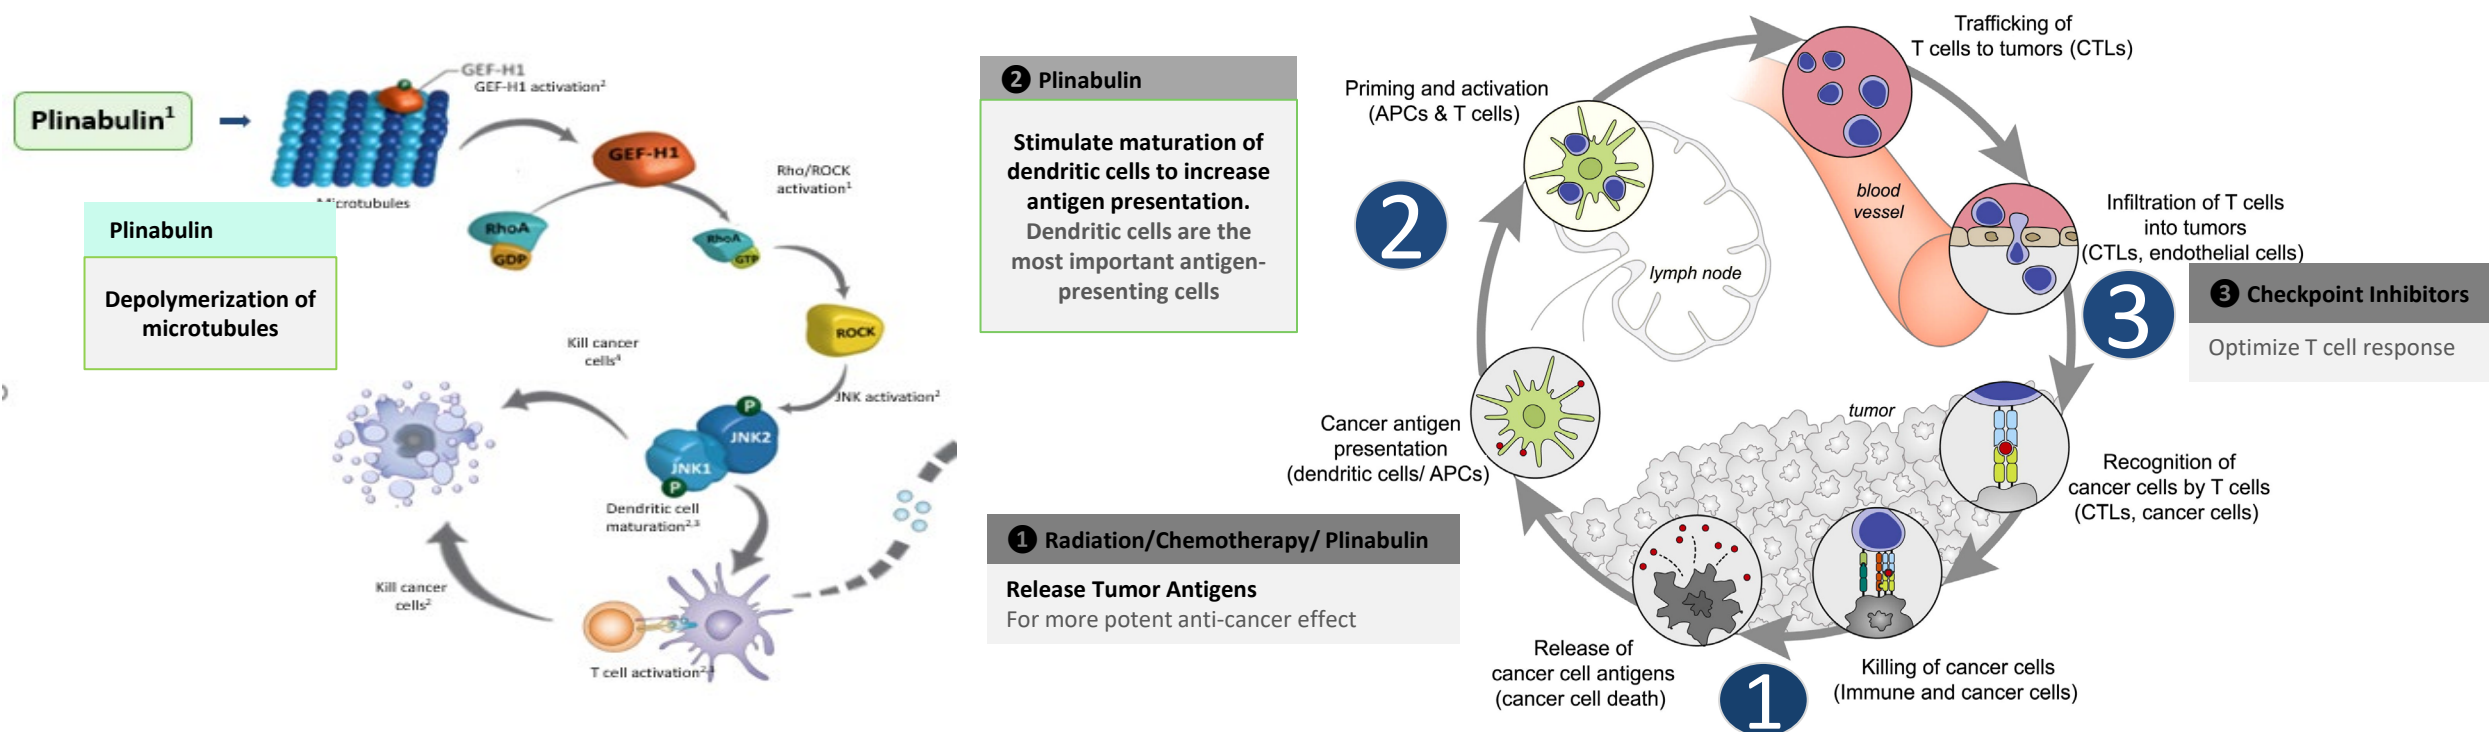 Plinabulin¹
GEF-H1
GEF-H1 activation²
Microtubules
Plinabulin
Depolymerization of
microtubules
GEF-H1
RhoA
GDP
RhoA
GTP
Rho/ROCK
activation¹
ROCK
JNK activation²
P
JNK2
JNK1
P
Kill cancer
cells⁴
Dendritic cell
maturation²,³
Kill cancer
cells²
T cell activation²,³
❷ Plinabulin
Stimulate maturation of
dendritic cells to increase
antigen presentation.
Dendritic cells are the
most important antigen-
presenting cells
❶ Radiation/Chemotherapy/ Plinabulin
Release Tumor Antigens
For more potent anti-cancer effect
Trafficking of
T cells to tumors (CTLs)
Priming and activation
(APCs & T cells)
2
lymph node
blood
vessel
Infiltration of T cells
into tumors
(CTLs, endothelial cells)
3
❸ Checkpoint Inhibitors
Optimize T cell response
Cancer antigen
presentation
(dendritic cells/ APCs)
tumor
Recognition of
cancer cells by T cells
(CTLs, cancer cells)
Release of
cancer cell antigens
(cancer cell death)
1
Killing of cancer cells
(Immune and cancer cells)